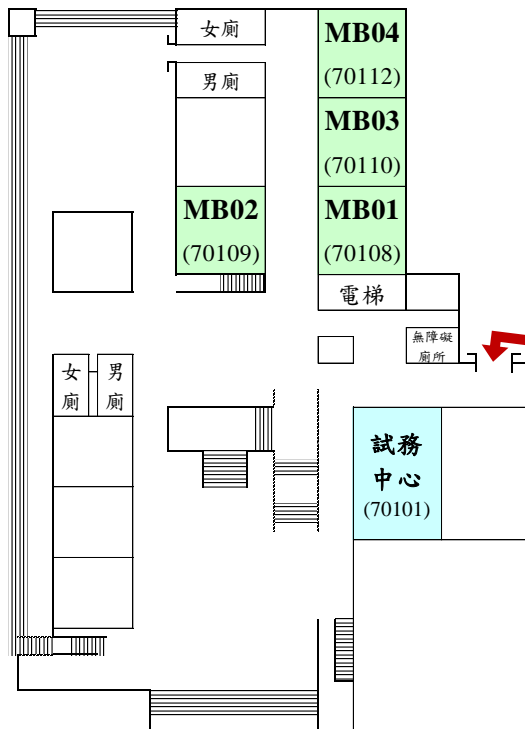 女廁
MB04
(70112)
男廁
MB03
(70110)
MB02
(70109)
MB01
(70108)
電梯
無障礙
廁所
女廁
男廁
試務
中心
(70101)